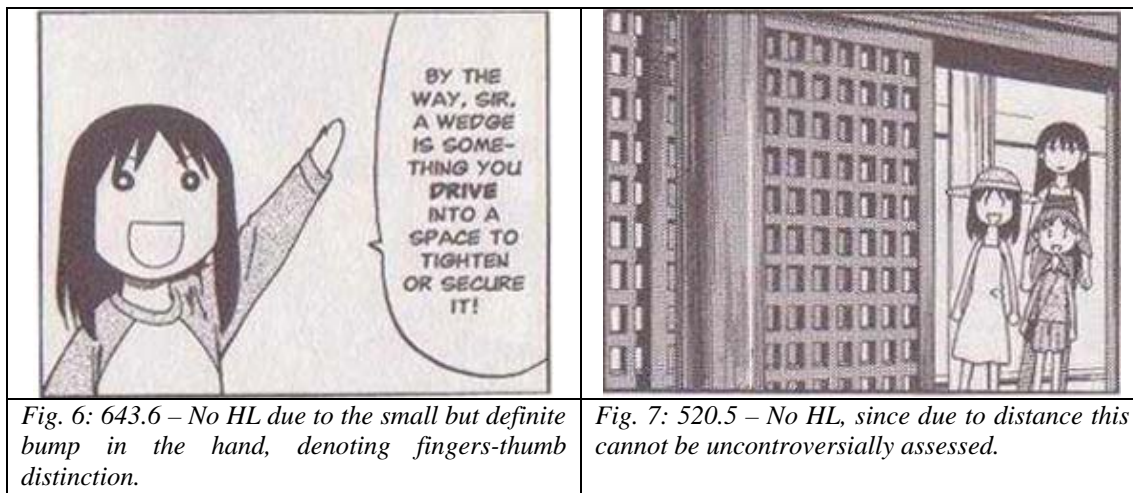 BY THE
WAY, SIR,
A WEDGE
IS SOME-
THING YOU
DRIVE
INTO A
SPACE TO
TIGHTEN
OR SECURE
IT!
Fig. 6: 643.6 – No HL due to the small but definite
bump in the hand, denoting fingers-thumb
distinction.
Fig. 7: 520.5 – No HL, since due to distance this
cannot be uncontroversially assessed.